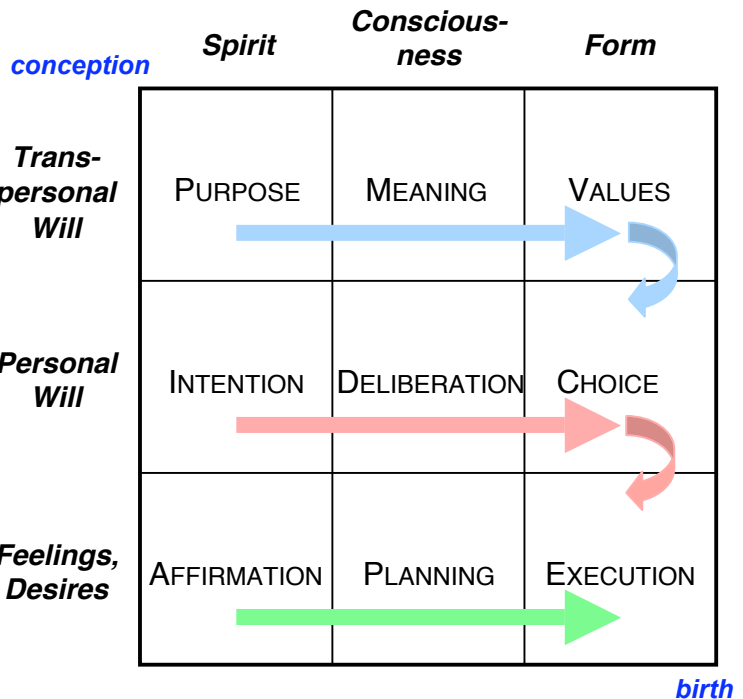 Spirit
Conscious-
ness
Form
conception
Trans-
personal
Will
PURPOSE
MEANING
VALUES
Personal
Will
INTENTION
DELIBERATION
CHOICE
Feelings,
Desires
AFFIRMATION
PLANNING
EXECUTION
birth